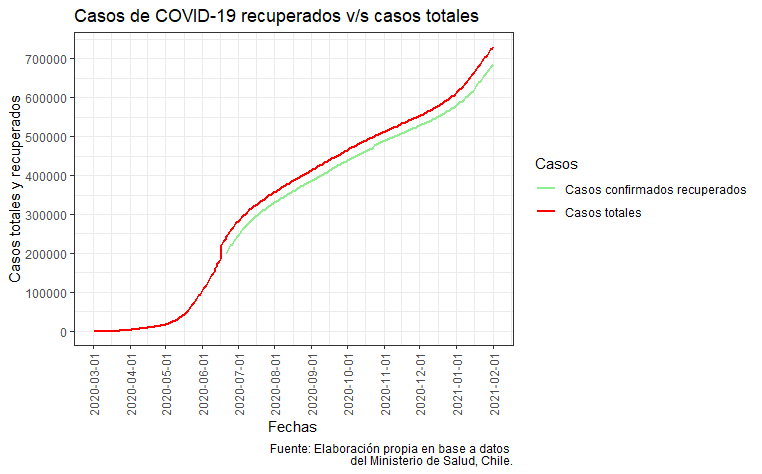 Casos de COVID-19 recuperados v/s casos totales
Casos totales y recuperados
700000
600000
500000
400000
300000
200000
100000
0
2020-03-01
2020-04-01
2020-05-01
2020-06-01
2020-07-01
2020-08-01
2020-09-01
2020-10-01
2020-11-01
2020-12-01
2021-01-01
2021-02-01
Fechas
Casos
Casos confirmados recuperados
Casos totales
Fuente: Elaboración propia en base a datos
del Ministerio de Salud, Chile.